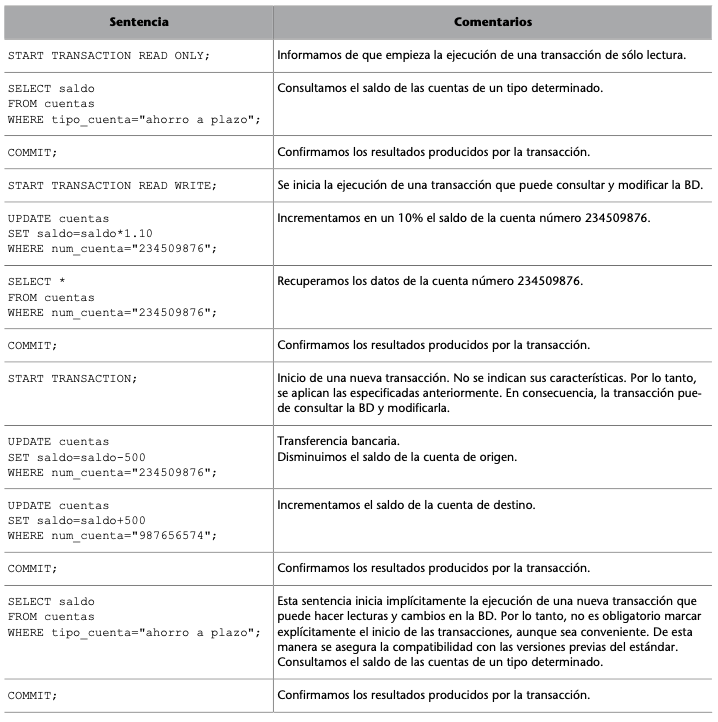 Sentencia
Comentarios
START TRANSACTION READ ONLY;
Informamos de que empieza la ejecución de una transacción de sólo lectura.
SELECT saldo
FROM cuentas
WHERE tipo_cuenta="ahorro a plazo";
Consultamos el saldo de las cuentas de un tipo determinado.
COMMIT;
Confirmamos los resultados producidos por la transacción.
START TRANSACTION READ WRITE;
Se inicia la ejecución de una transacción que puede consultar y modificar la BD.
UPDATE cuentas
SET saldo=saldo*1.10
WHERE num_cuenta="234509876";
Incrementamos en un 10% el saldo de la cuenta número 234509876.
SELECT *
FROM cuentas
WHERE num_cuenta="234509876";
Recuperamos los datos de la cuenta número 234509876.
COMMIT;
Confirmamos los resultados producidos por la transacción.
START TRANSACTION;
Inicio de una nueva transacción. No se indican sus características. Por lo tanto,
se aplican las especificadas anteriormente. En consecuencia, la transacción pue-
de consultar la BD y modificarla.
UPDATE cuentas
SET saldo=saldo-500
WHERE num_cuenta="234509876";
Transferencia bancaria.
Disminuimos el saldo de la cuenta de origen.
UPDATE cuentas
SET saldo=saldo+500
WHERE num_cuenta="987656574";
Incrementamos el saldo de la cuenta de destino.
COMMIT;
Confirmamos los resultados producidos por la transacción.
SELECT saldo
FROM cuentas
WHERE tipo_cuenta="ahorro a plazo";
Esta sentencia inicia implícitamente la ejecución de una nueva transacción que
puede hacer lecturas y cambios en la BD. Por lo tanto, no es obligatorio marcar
explícitamente el inicio de las transacciones, aunque sea conveniente. De esta
manera se asegura la compatibilidad con las versiones previas del estándar.
Consultamos el saldo de las cuentas de un tipo determinado.
COMMIT;
Confirmamos los resultados producidos por la transacción.